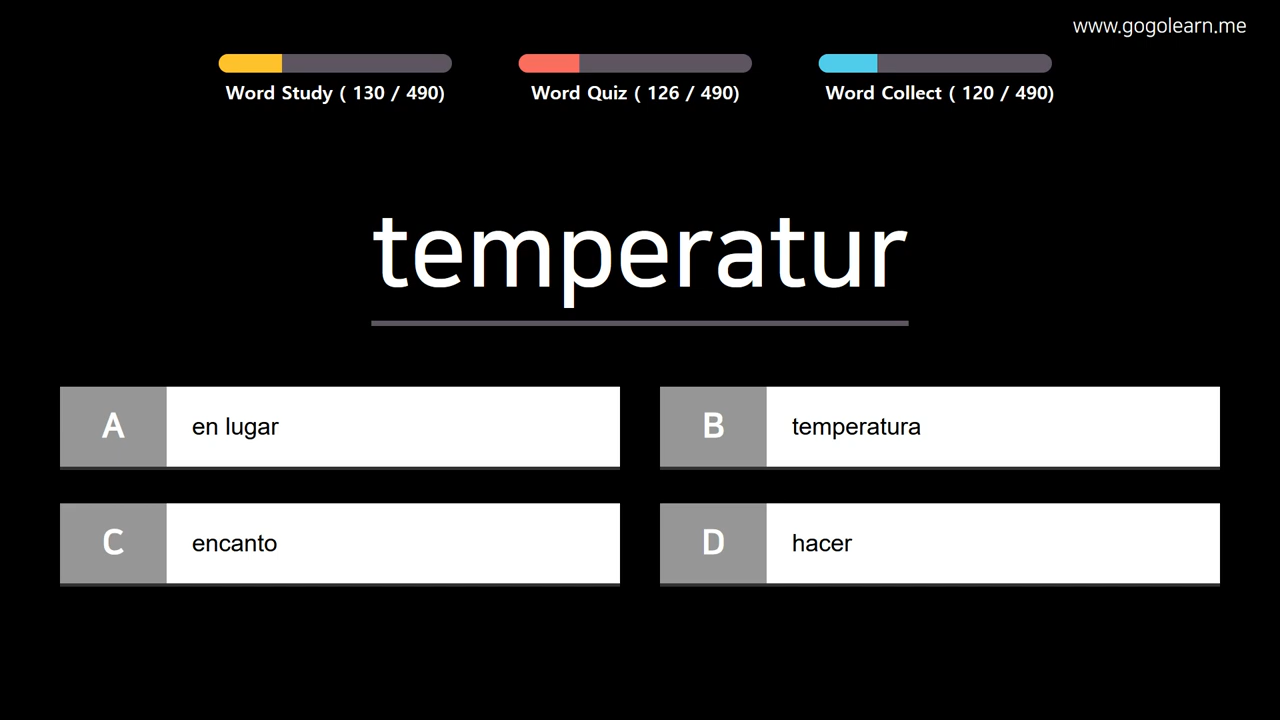 www.gogolearn.me
Word Study ( 130 / 490)
Word Quiz ( 126 / 490)
Word Collect ( 120 / 490)
temperatur
A en lugar
B temperatura
C encanto
D hacer